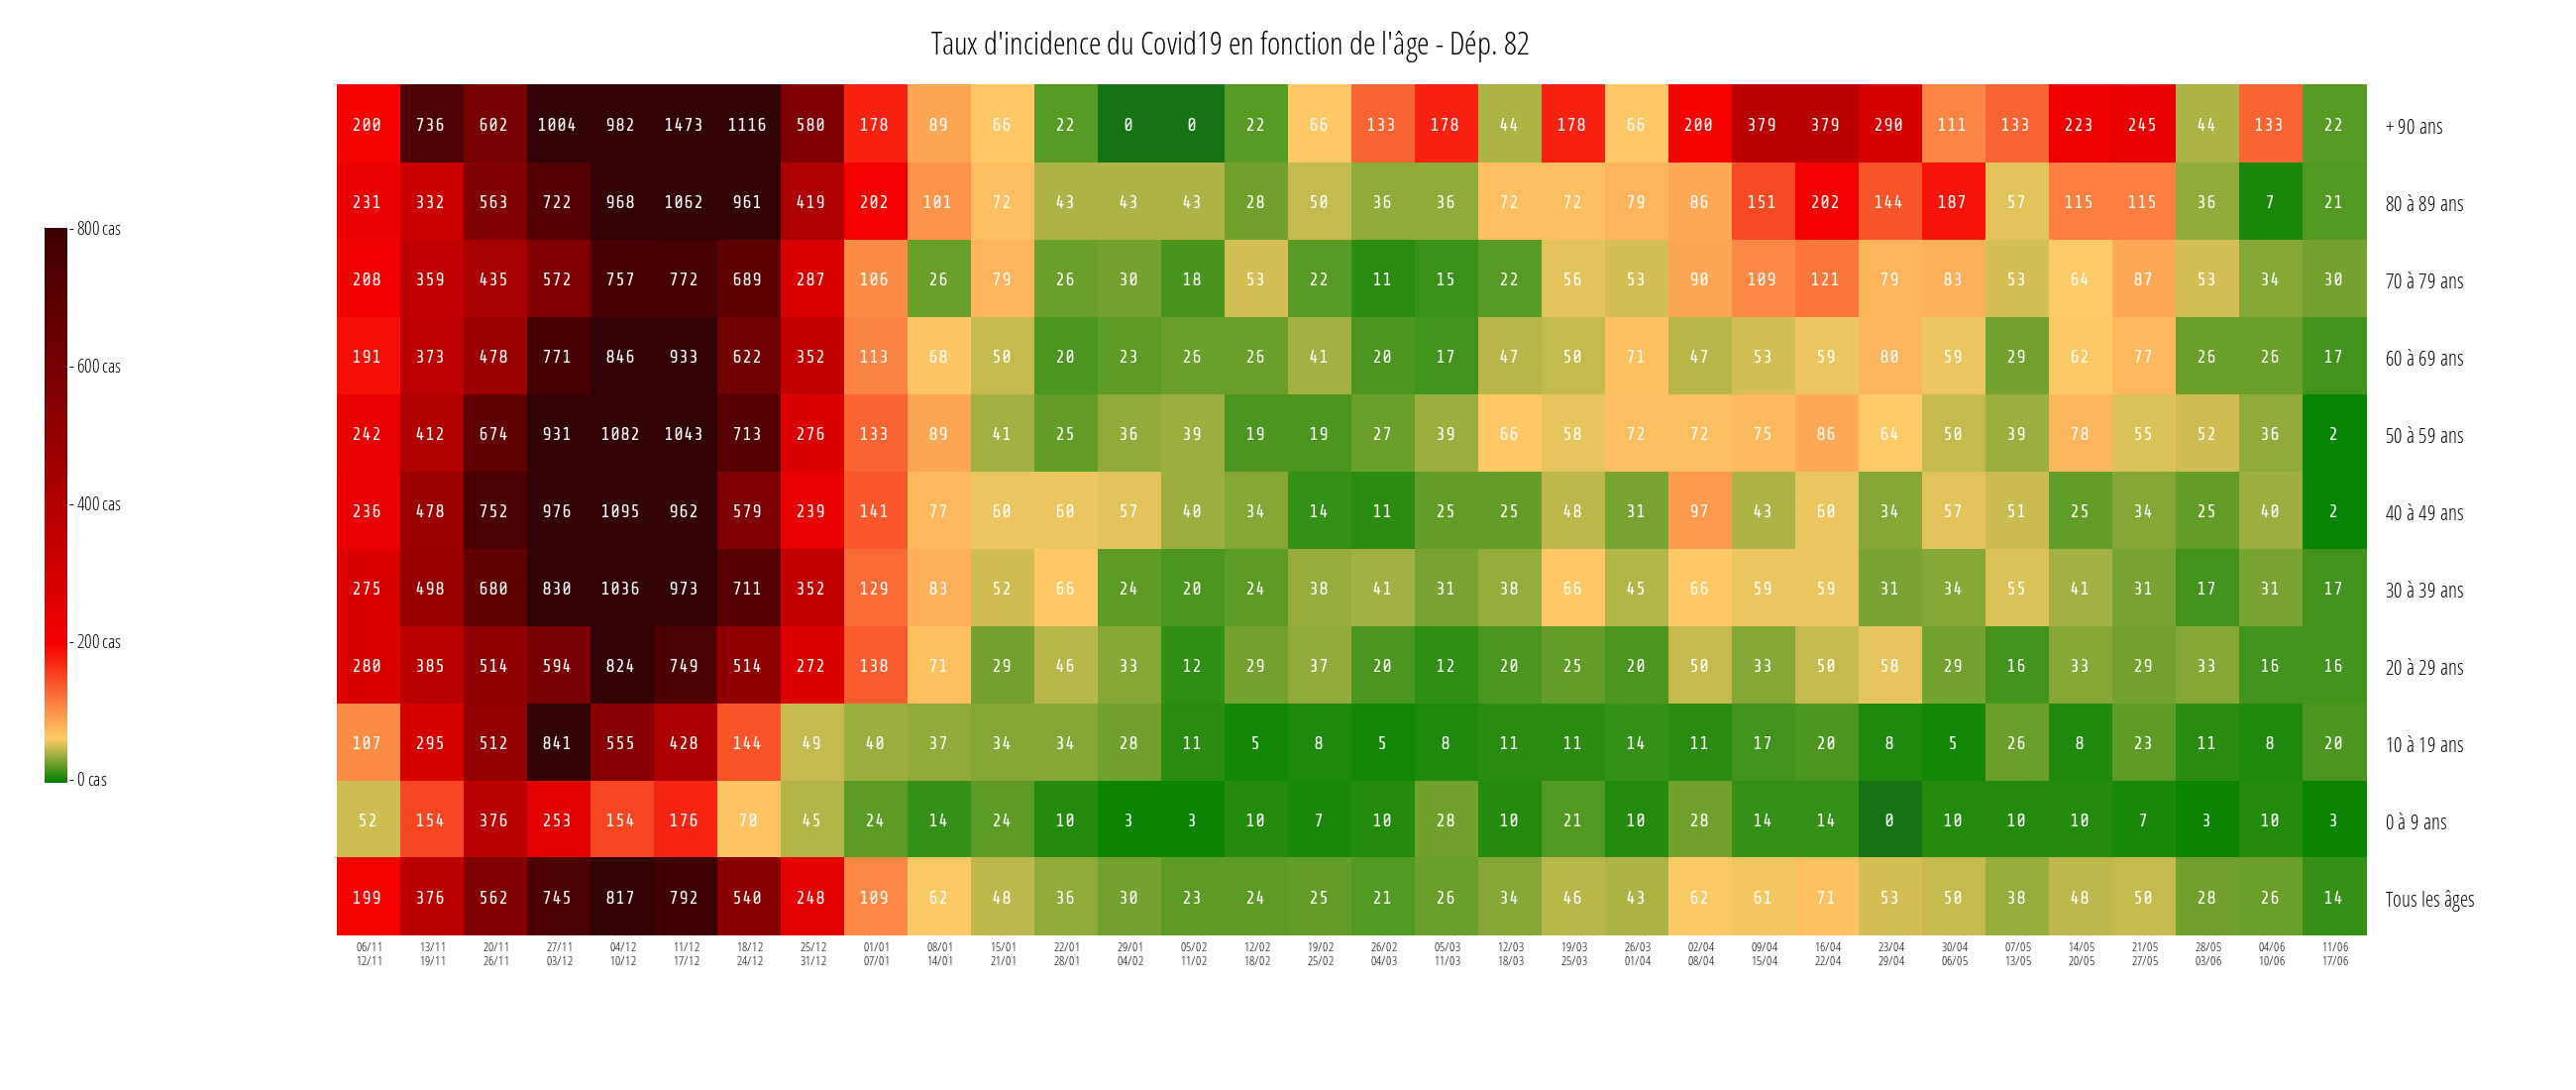 Taux d'incidence du Covid19 en fonction de l'âge - Dép. 82
- 800 cas
- 600 cas
- 400 cas
- 200 cas
- 0 cas
200 736 602 1004 982 1473 1116 580 178 89 66 22 0 0 22 66 133 178 44 178 66 200 379 379 290 111 133 223 245 44 133 22 + 90 ans
231 332 563 722 968 1062 961 419 202 101 72 43 43 43 28 50 36 36 72 72 79 86 151 202 144 187 57 115 115 36 7 21 80 à 89 ans
208 359 435 572 757 772 689 287 106 26 79 26 30 18 53 22 11 15 22 56 53 90 109 121 79 83 53 64 87 53 34 30 70 à 79 ans
191 373 478 771 846 933 622 352 113 68 50 20 23 26 26 41 20 17 47 50 71 47 53 59 80 59 29 62 77 26 26 17 60 à 69 ans
242 412 674 931 1082 1043 713 276 133 89 41 25 36 39 19 19 27 39 66 58 72 72 75 86 64 50 39 78 55 52 36 2 50 à 59 ans
236 478 752 976 1095 962 579 239 141 77 60 60 57 40 34 14 11 25 25 48 31 97 43 60 34 57 51 25 34 25 40 2 40 à 49 ans
275 498 680 830 1036 973 711 352 129 83 52 66 24 20 24 38 41 31 38 66 45 66 59 59 31 34 55 41 31 17 31 17 30 à 39 ans
280 385 514 594 824 749 514 272 138 71 29 46 33 12 29 37 20 12 20 25 20 50 33 50 58 29 16 33 29 33 16 16 20 à 29 ans
107 295 512 841 555 428 144 49 40 37 34 34 28 11 5 8 5 8 11 11 14 11 17 20 8 5 26 8 23 11 8 20 10 à 19 ans
52 154 376 253 154 176 70 45 24 14 24 10 3 3 10 7 10 28 10 21 10 28 14 14 0 10 10 10 7 3 10 3 0 à 9 ans
199 376 562 745 817 792 540 248 109 62 48 36 30 23 24 25 21 26 34 46 43 62 61 71 53 50 38 48 50 28 26 14 Tous les âges
06/11 13/11 20/11 27/11 04/12 11/12 18/12 25/12 01/01 08/01 15/01 22/01 29/01 05/02 12/02 19/02 26/02 05/03 12/03 19/03 26/03 02/04 09/04 16/04 23/04 30/04 07/05 14/05 21/05 28/05 04/06 11/06
12/11 19/11 26/11 03/12 10/12 17/12 24/12 31/12 07/01 14/01 21/01 28/01 04/02 11/02 18/02 25/02 04/03 11/03 18/03 25/03 01/04 08/04 15/04 22/04 29/04 06/05 13/05 20/05 27/05 03/06 10/06 17/06